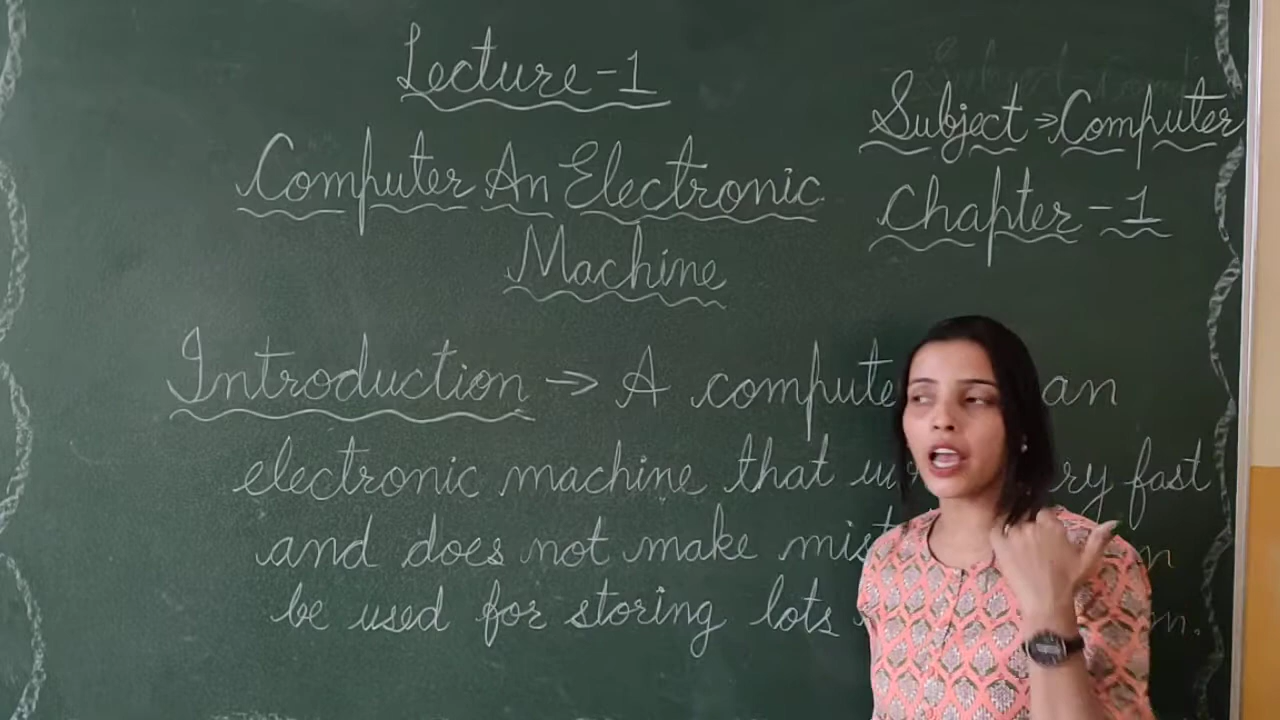 Lecture-1
Subject → Computer
Computer An Electronic
Chapter-1
Machine
Introduction → A compute an
electronic machine that ry fast
and does not make mis n
be used for storing lots n.